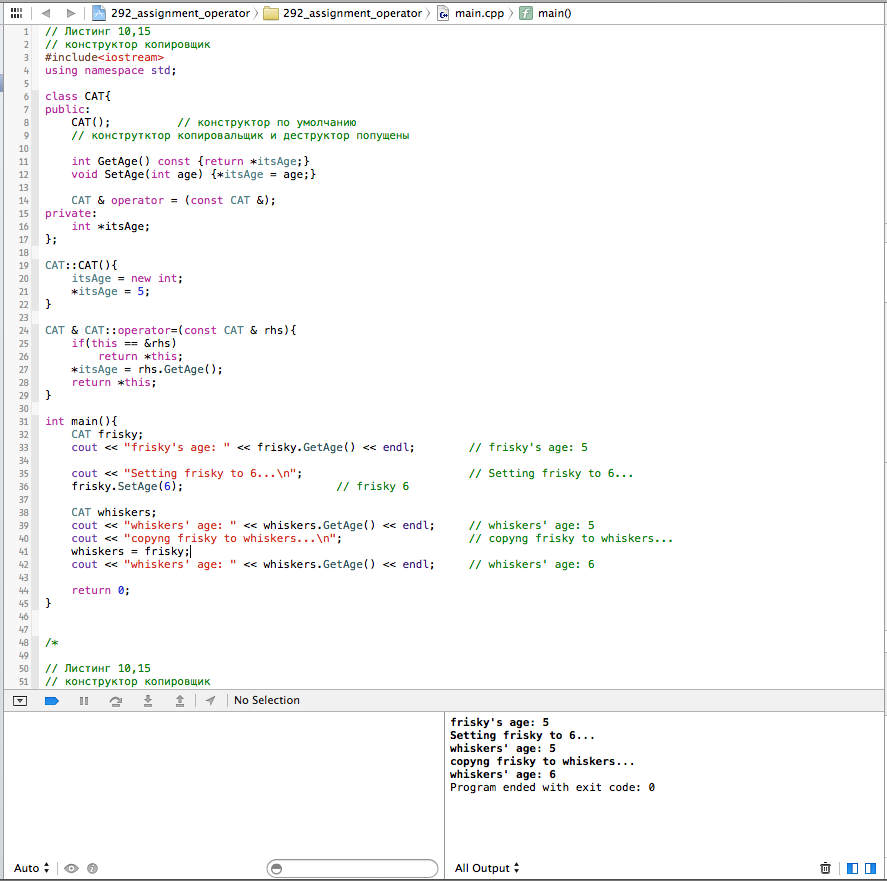 292_assignment_operator 292_assignment_operator main.cpp main()
1 // Листинг 10,15
2 // конструктор копировщик
3 #include<iostream>
4 using namespace std;
5
6 class CAT{
7 public:
8 CAT(); // конструктор по умолчанию
9 // конструтктор копировальщик и деструктор попущены
10
11 int GetAge() const {return *itsAge;}
12 void SetAge(int age) {*itsAge = age;}
13
14 CAT & operator = (const CAT &);
15 private:
16 int *itsAge;
17 };
18
19 CAT::CAT(){
20 itsAge = new int;
21 *itsAge = 5;
22 }
23
24 CAT & CAT::operator=(const CAT & rhs){
25 if(this == &rhs)
26 return *this;
27 *itsAge = rhs.GetAge();
28 return *this;
29 }
30
31 int main(){
32 CAT frisky;
33 cout << "frisky's age: " << frisky.GetAge() << endl; // frisky's age: 5
34
35 cout << "Setting frisky to 6...\n"; // Setting frisky to 6...
36 frisky.SetAge(6); // frisky 6
37
38 CAT whiskers;
39 cout << "whiskers' age: " << whiskers.GetAge() << endl; // whiskers' age: 5
40 cout << "copyng frisky to whiskers...\n"; // copyng frisky to whiskers...
41 whiskers = frisky;
42 cout << "whiskers' age: " << whiskers.GetAge() << endl; // whiskers' age: 6
43
44 return 0;
45 }
46
47
48 /*
49
50 // Листинг 10,15
51 // конструктор копировщик
No Selection
frisky's age: 5
Setting frisky to 6...
whiskers' age: 5
copyng frisky to whiskers...
whiskers' age: 6
Program ended with exit code: 0
Auto All Output